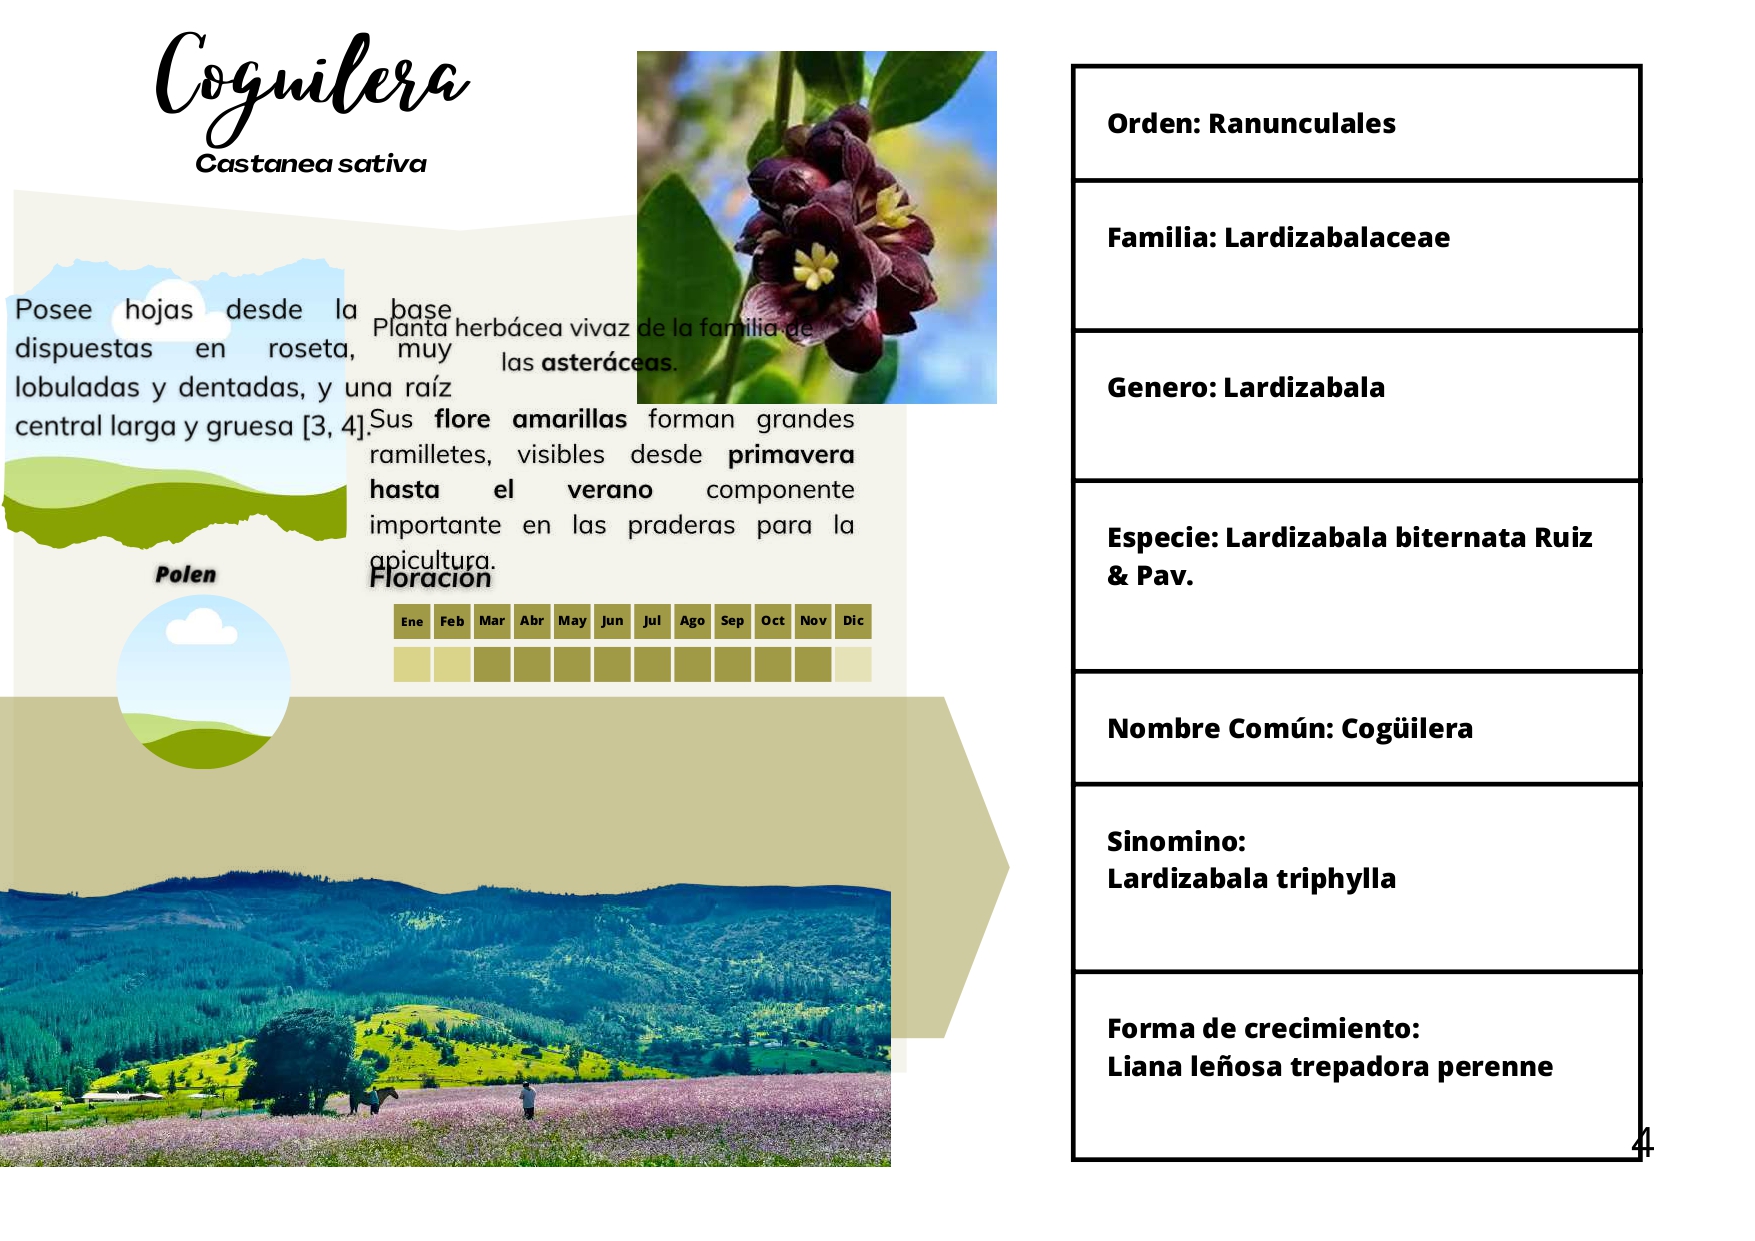 Coguilera
Castanea sativa
Posee hojas desde la base
dispuestas en roseta, muy
lobuladas y dentadas, y una raíz
central larga y gruesa [3, 4].
Planta herbácea vivaz de la familia de
las asteráceas.
Sus flore amarillas forman grandes
ramilletes, visibles desde primavera
hasta el verano componente
importante en las praderas para la
apicultura.
Polen
Floración
Ene Feb Mar Abr May Jun Jul Ago Sep Oct Nov Dic
Orden: Ranunculales
Familia: Lardizabalaceae
Genero: Lardizabala
Especie: Lardizabala biternata Ruiz
& Pav.
Nombre Común: Cogüilera
Sinomino:
Lardizabala triphylla
Forma de crecimiento:
Liana leñosa trepadora perenne
4